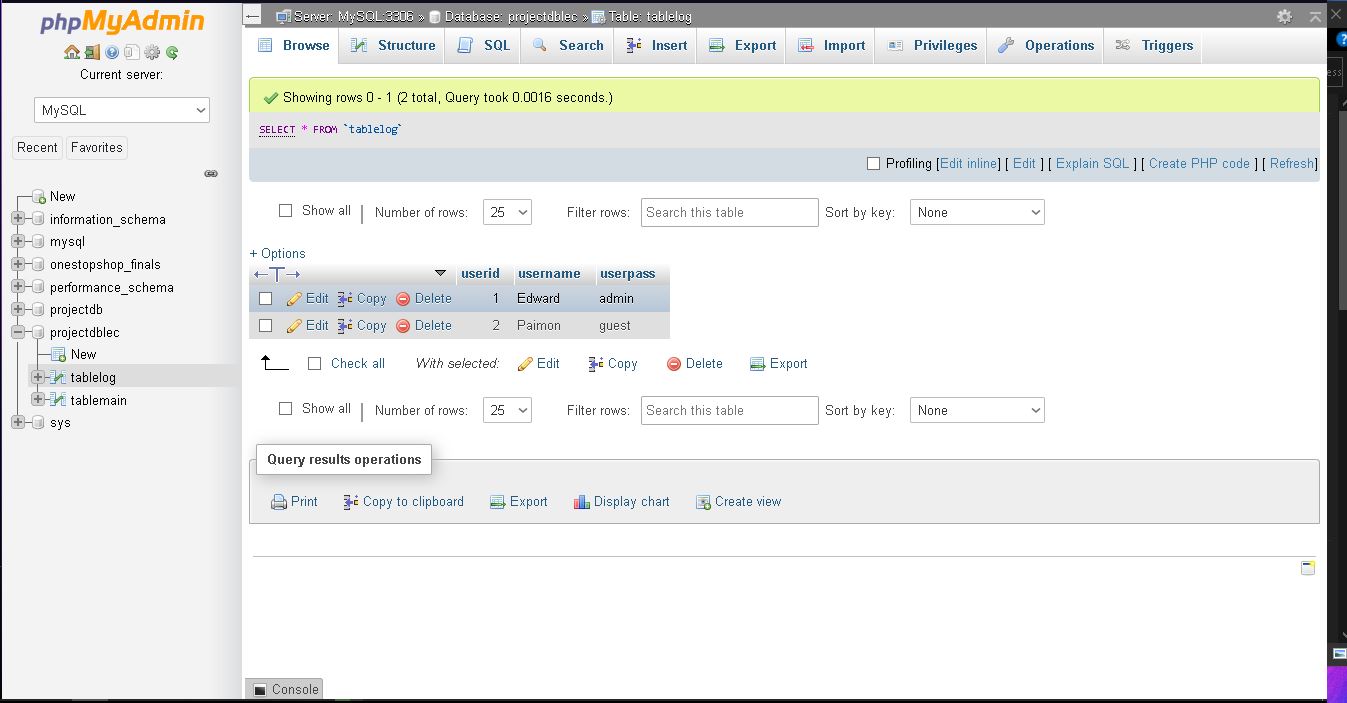 phpMyAdmin
Current server:
MySQL
Recent Favorites
New
information_schema
mysql
onestopshop_finals
performance_schema
projectdb
projectdblec
New
tablelog
tablemain
sys
Server: MySQL:3306 » Database: projectdblec » Table: tablelog
Browse Structure SQL Search Insert Export Import Privileges Operations Triggers
Showing rows 0 - 1 (2 total, Query took 0.0016 seconds.)
SELECT * FROM `tablelog`
Profiling [Edit inline] [ Edit ] [ Explain SQL ] [ Create PHP code ] [ Refresh]
Show all | Number of rows: 25 Filter rows: Search this table Sort by key: None
+ Options
←T→ userid username userpass
Edit Copy Delete 1 Edward admin
Edit Copy Delete 2 Paimon guest
Check all With selected: Edit Copy Delete Export
Show all | Number of rows: 25 Filter rows: Search this table Sort by key: None
Query results operations
Print Copy to clipboard Export Display chart Create view
Console